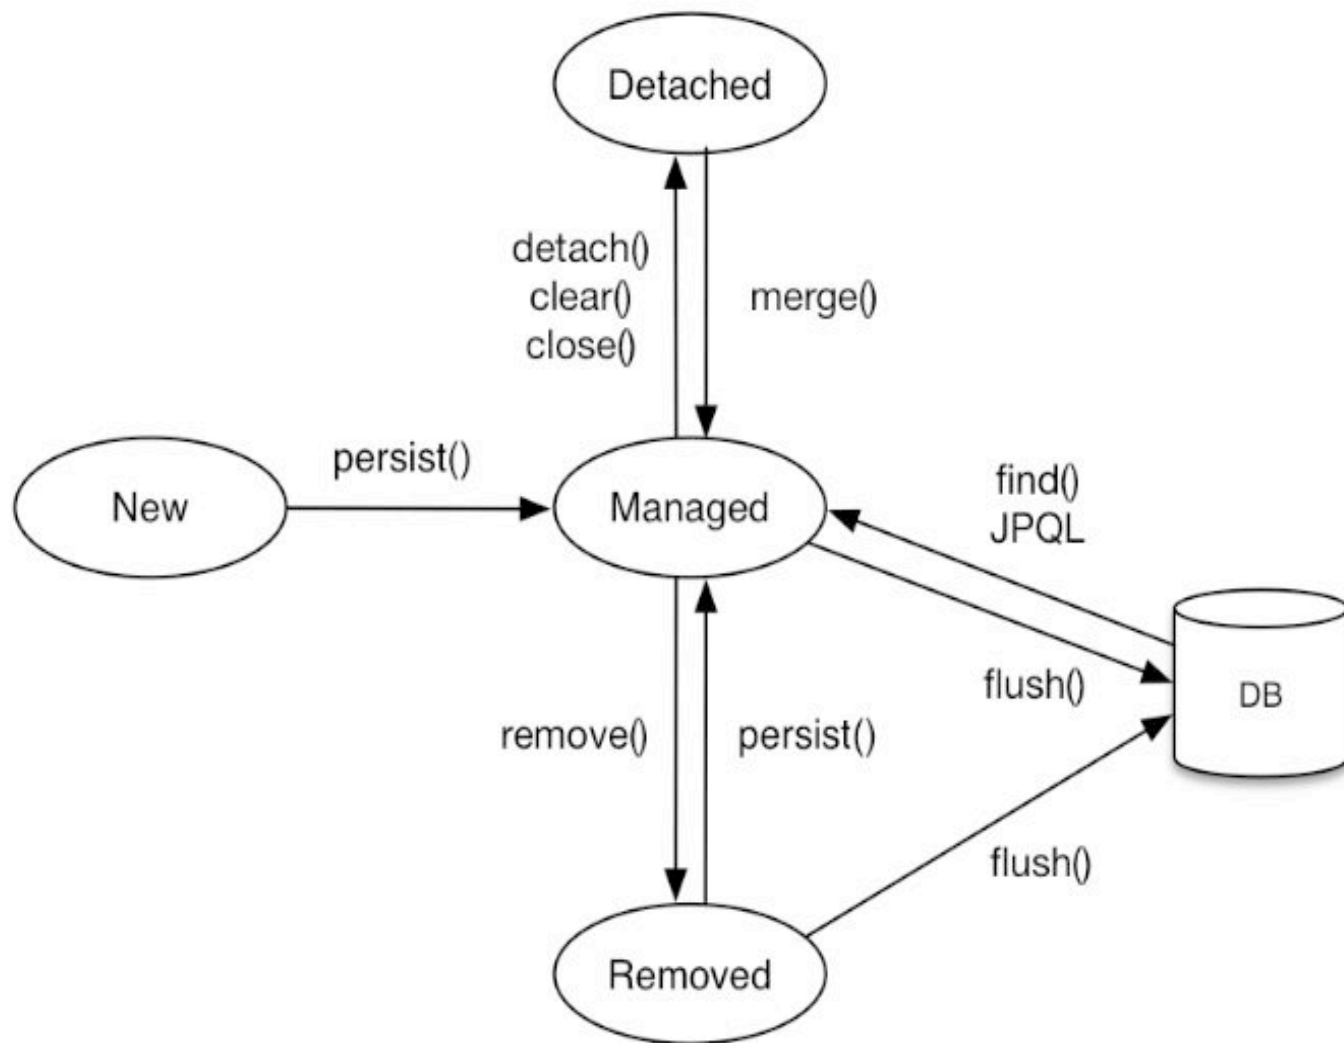 Detached
detach()
clear()
close()
merge()
New
persist()
Managed
find()
JPQL
flush()
DB
remove()
persist()
flush()
Removed